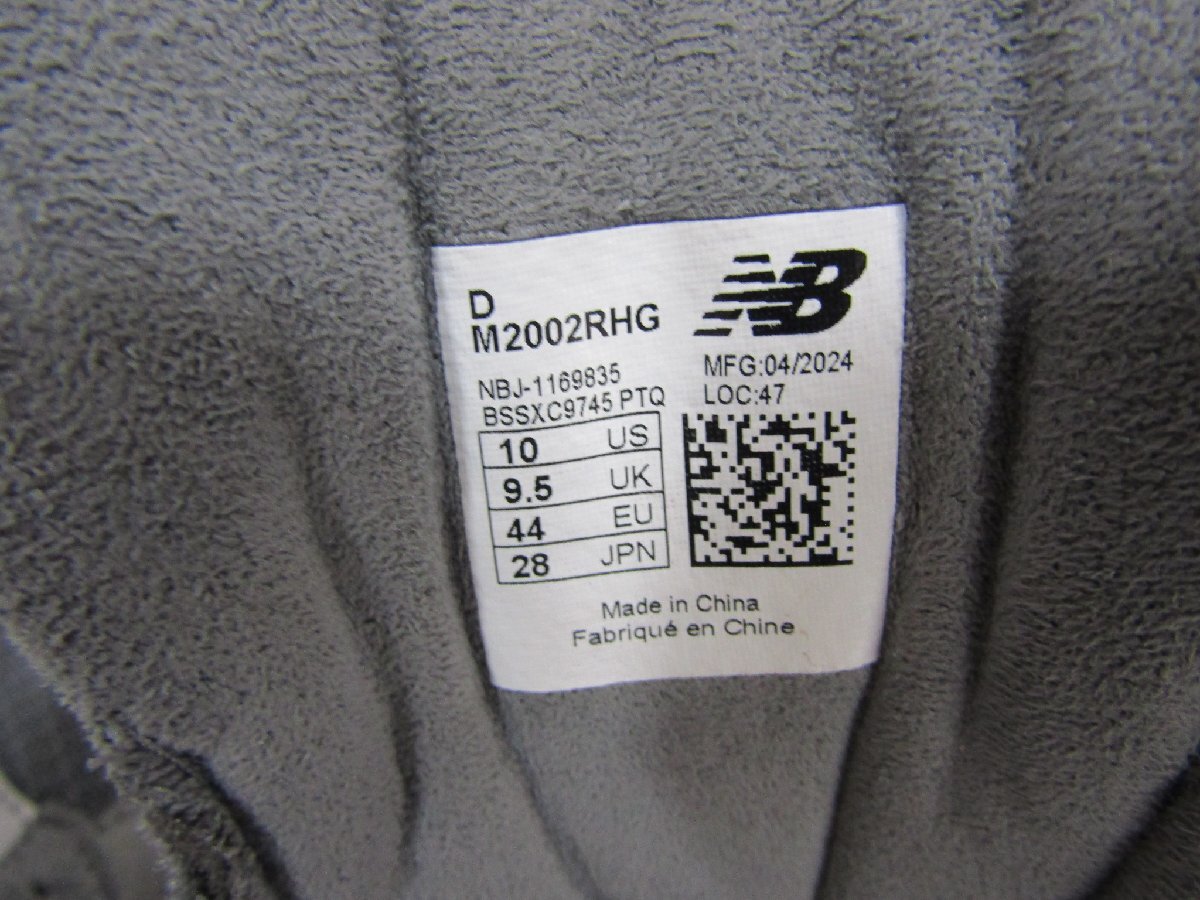 D
M2002RHG
NB
NBJ-1169835
BSSXC9745 PTQ
MFG:04/2024
LOC:47
10 US
9.5 UK
44 EU
28 JPN
Made in China
Fabriqué en Chine